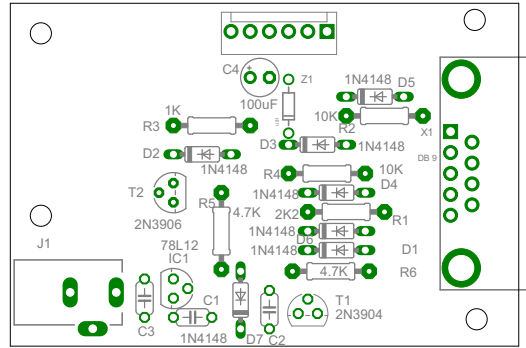 C4
Z1
100uF
1N4148
D5
1K
R3
10K
R2
X1
D2
1N4148
D3
1N4148
DB 9
R4
10K
T2
1N4148
D4
R5
4.7K
2K2
R1
2N3906
1N4148
D6
1N4148
D1
J1
78L12
IC1
4.7K
R6
C1
T1
2N3904
C3
1N4148
D7
C2